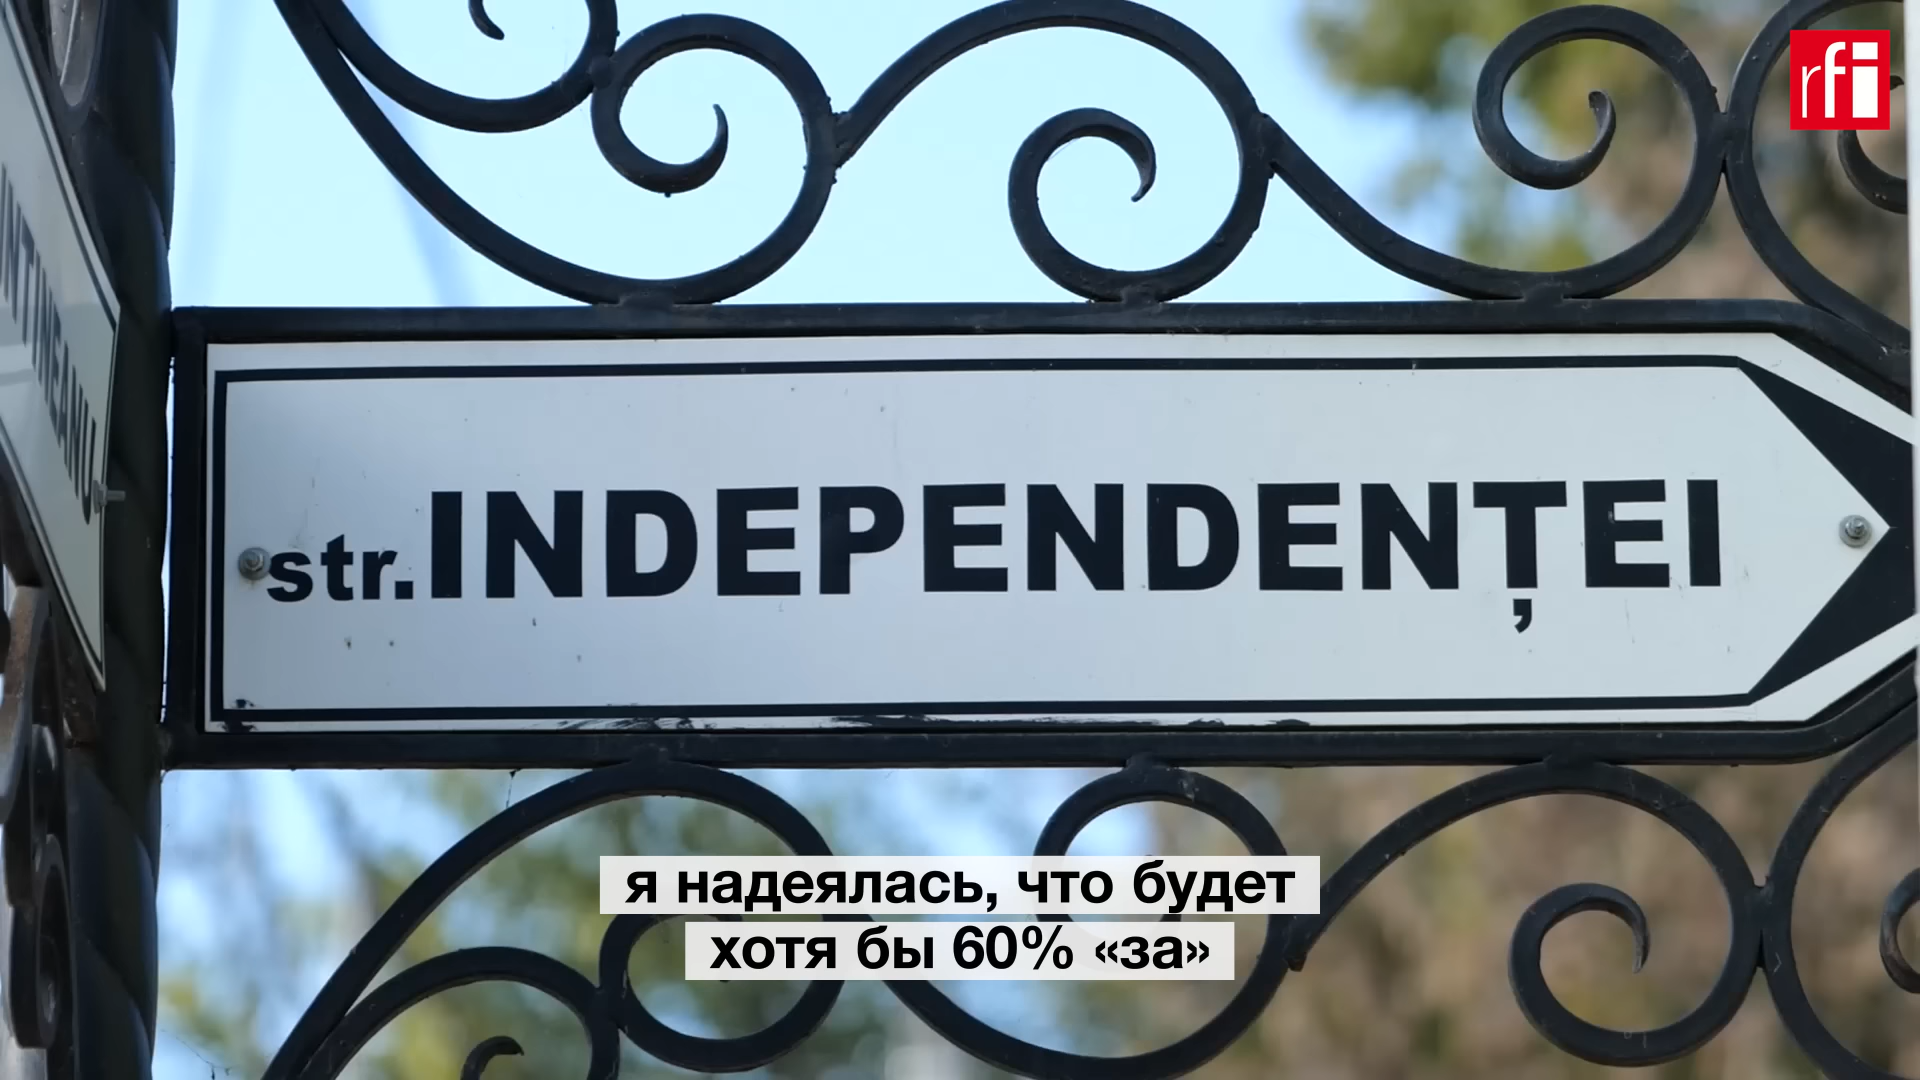 rfi
str. INDEPENDENȚEI
я надеялась, что будет
хотя бы 60% «за»